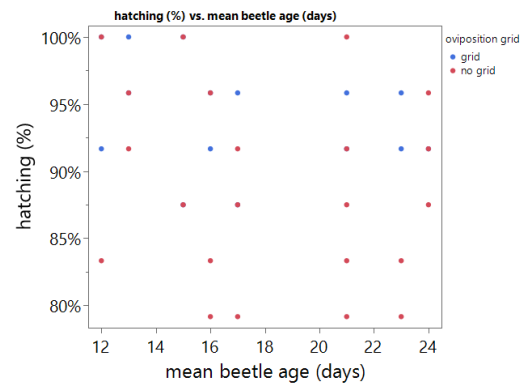 hatching (%) vs. mean beetle age (days)
oviposition grid
grid
no grid
100%
95%
90%
85%
80%
hatching (%)
12 14 16 18 20 22 24
mean beetle age (days)